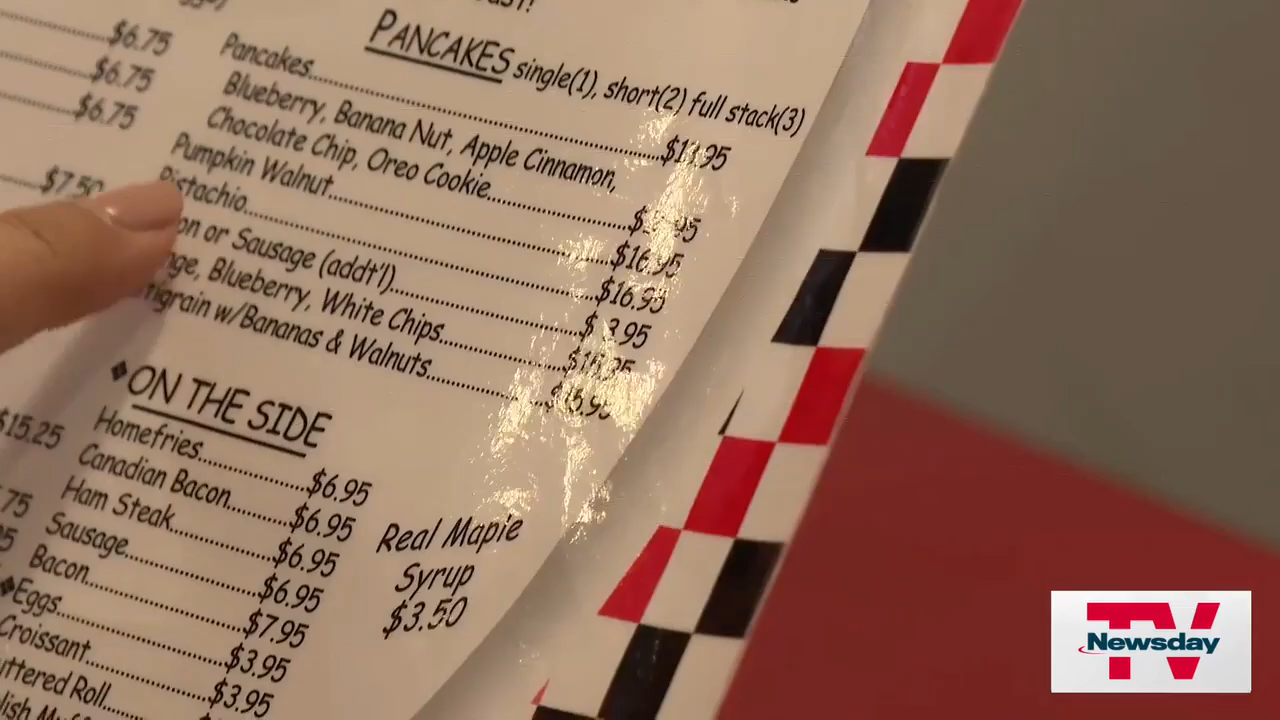 $6.75
$6.75
$6.75
$7.50
PANCAKES single(1), short(2) full stack(3)
Pancakes
Blueberry, Banana Nut, Apple Cinnamon,
Chocolate Chip, Oreo Cookie
Pumpkin Walnut $16.95
Pistachio $16.95
or Sausage (addt'l)
Blueberry, White Chips
w/Bananas & Walnuts
$15.25
ON THE SIDE
Homefries $6.95
Canadian Bacon $6.95
Ham Steak $6.95
Sausage $6.95
Bacon $7.95
Eggs $3.95
Croissant $3.95
Roll
Real Maple
Syrup
$3.50
TV
Newsday